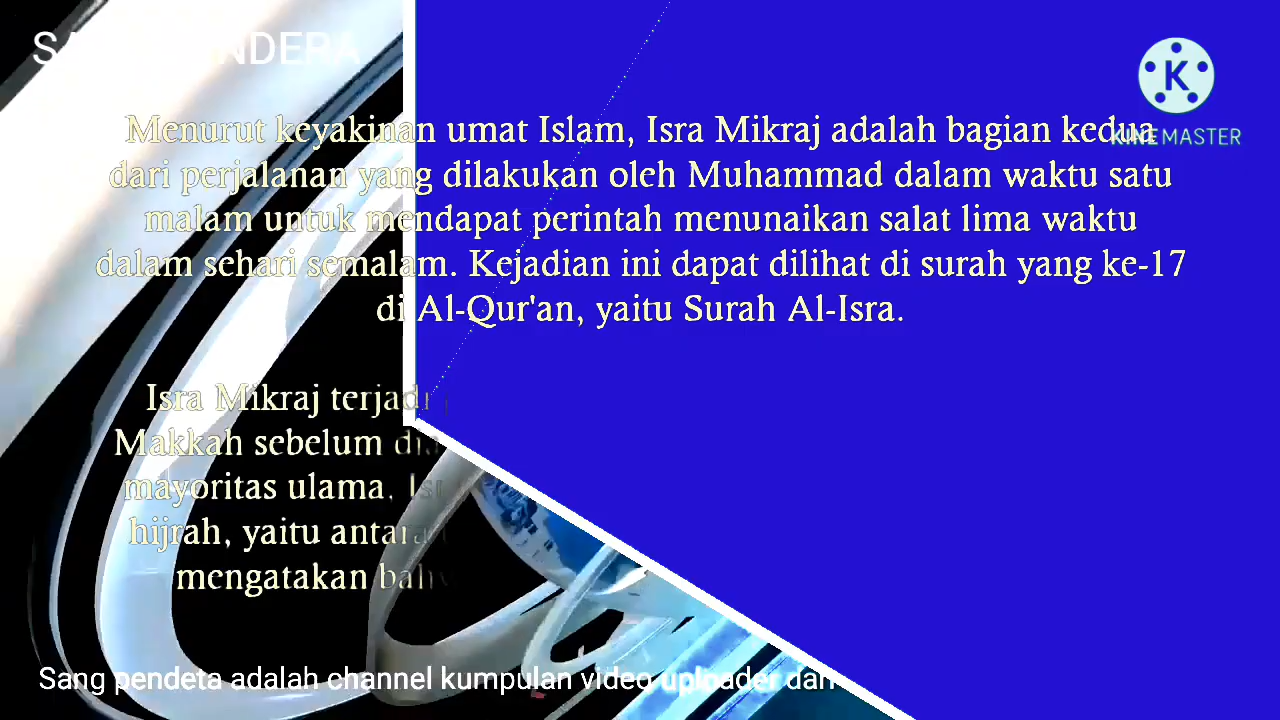 Menurut keyakinan umat Islam, Isra Mikraj adalah bagian kedua
KINEMASTER
dari perjalanan yang dilakukan oleh Muhammad dalam waktu satu
malam untuk mendapat perintah menunaikan salat lima waktu
dalam sehari semalam. Kejadian ini dapat dilihat di surah yang ke-17
di Al-Qur'an, yaitu Surah Al-Isra.
Isra Mikraj terjadi
Makkah sebelum
mayoritas ulama,
hijrah, yaitu antara
mengatakan
Sang pendeta adalah channel kumpulan video uploader dan